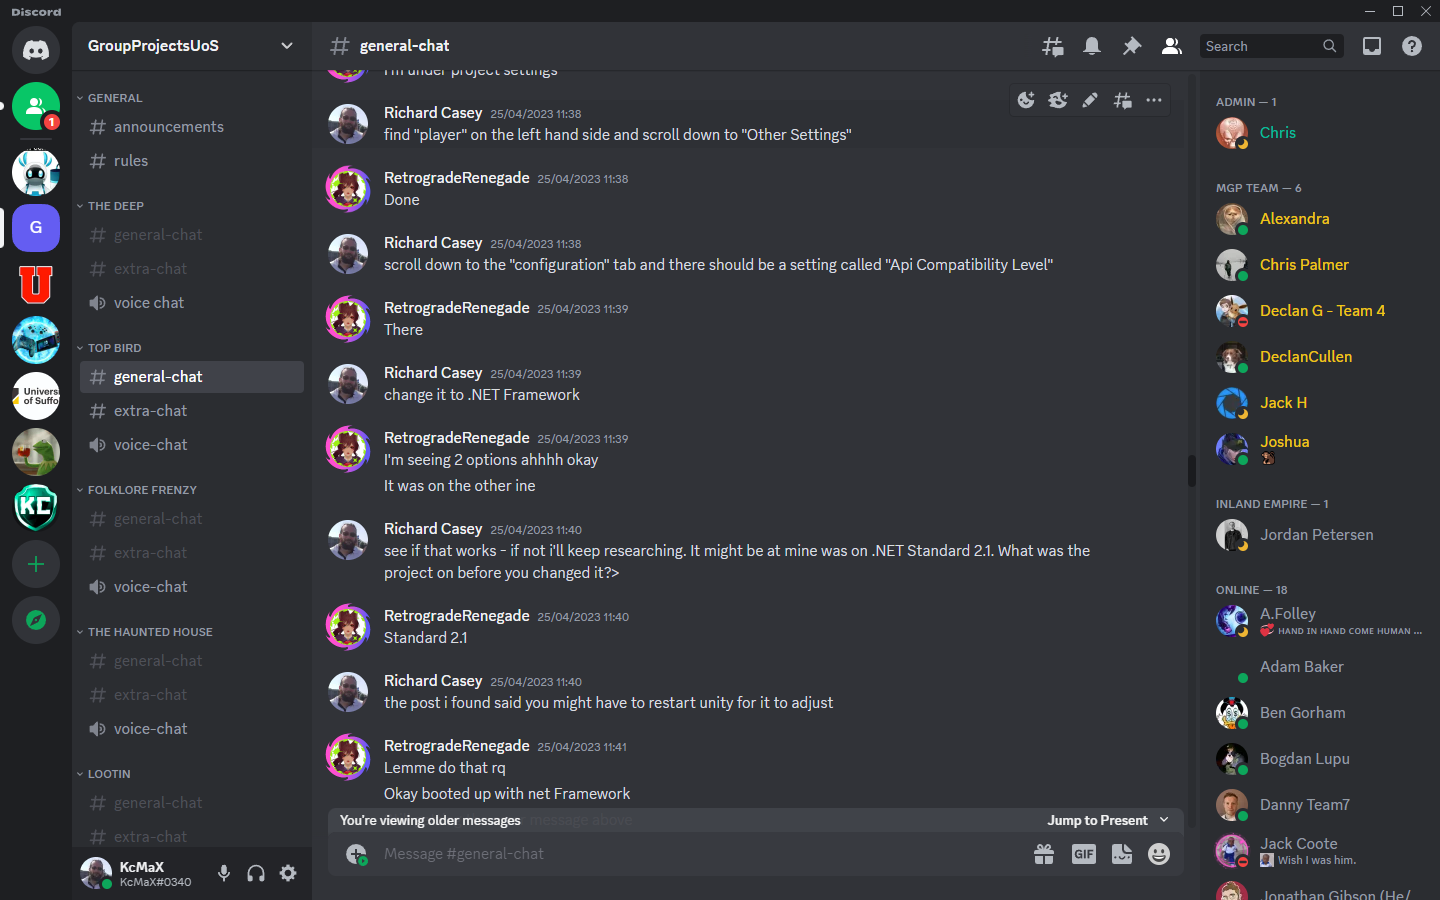 Discord
GroupProjectsUoS
general-chat
Search
GENERAL
announcements
rules
THE DEEP
general-chat
extra-chat
voice chat
TOP BIRD
general-chat
extra-chat
voice-chat
FOLKLORE FRENZY
general-chat
extra-chat
voice-chat
THE HAUNTED HOUSE
general-chat
extra-chat
voice-chat
LOOTIN
general-chat
extra-chat
1
G
U
Univers
of Suffo
KC
KcMaX
KcMaX#0340
I'm under project settings
Richard Casey 25/04/2023 11:38
find "player" on the left hand side and scroll down to "Other Settings"
RetrogradeRenegade 25/04/2023 11:38
Done
Richard Casey 25/04/2023 11:38
scroll down to the "configuration" tab and there should be a setting called "Api Compatibility Level"
RetrogradeRenegade 25/04/2023 11:39
There
Richard Casey 25/04/2023 11:39
change it to .NET Framework
RetrogradeRenegade 25/04/2023 11:39
I'm seeing 2 options ahhhh okay
It was on the other ine
Richard Casey 25/04/2023 11:40
see if that works - if not i'll keep researching. It might be at mine was on .NET Standard 2.1. What was the
project on before you changed it?>
RetrogradeRenegade 25/04/2023 11:40
Standard 2.1
Richard Casey 25/04/2023 11:40
the post i found said you might have to restart unity for it to adjust
RetrogradeRenegade 25/04/2023 11:41
Lemme do that rq
Okay booted up with net Framework
You're viewing older messages message above Jump to Present
Message #general-chat
GIF
ADMIN — 1
Chris
MGP TEAM — 6
Alexandra
Chris Palmer
Declan G - Team 4
DeclanCullen
Jack H
Joshua
INLAND EMPIRE — 1
Jordan Petersen
ONLINE — 18
A.Folley
HAND IN HAND COME HUMAN ...
Adam Baker
Ben Gorham
Bogdan Lupu
Danny Team7
Jack Coote
Wish I was him.
Jonathan Gibson (He/